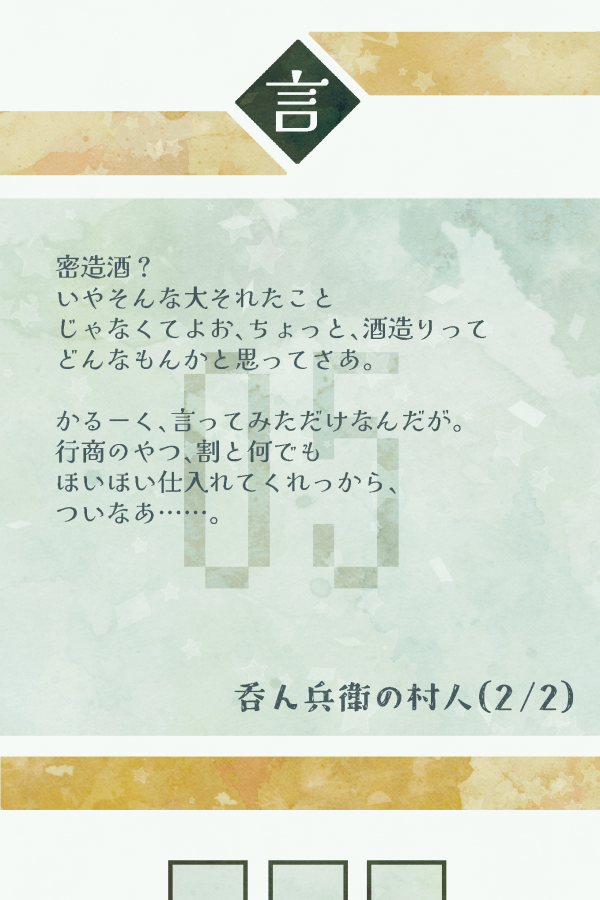 言
密造酒？
いやそんな大それたこと
じゃなくてよお、ちょっと、酒造りって
どんなもんかと思ってさあ。
かるーく、言ってみただけなんだが。
行商のやつ、割と何でも
ほいほい仕入れてくれっから、
ついなあ……。
05
呑ん兵衛の村人(2/2)